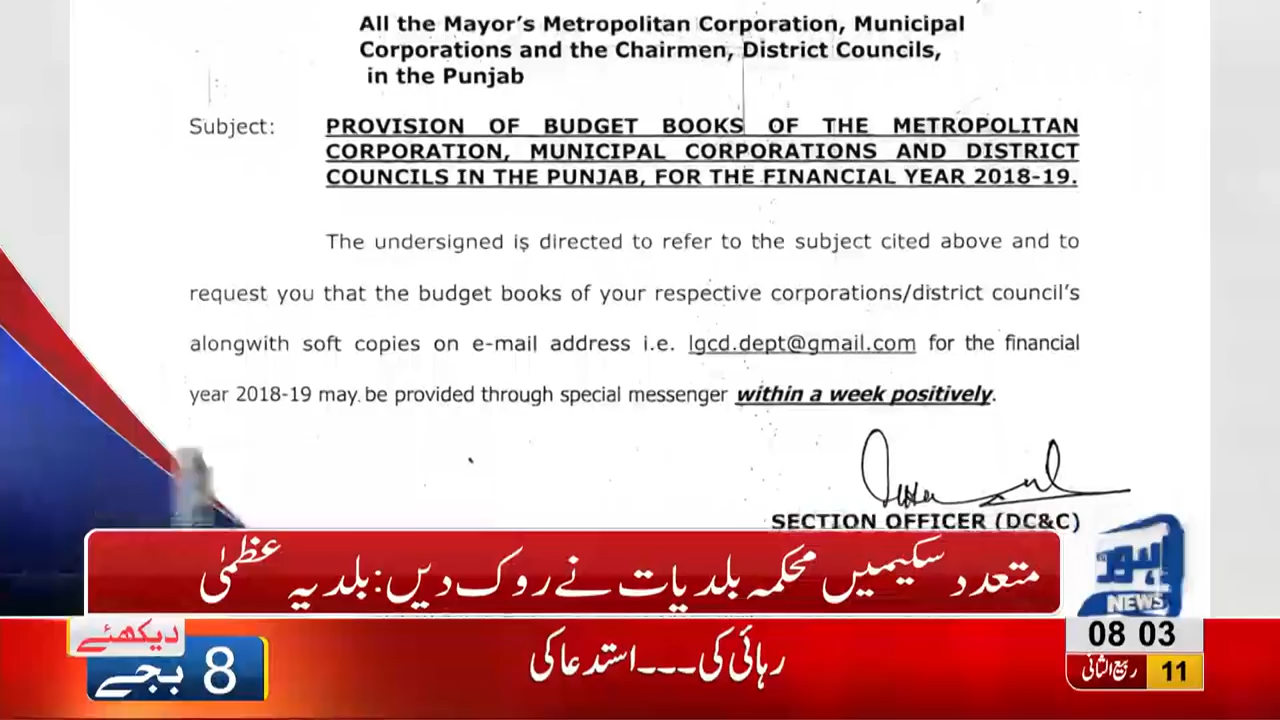 All the Mayor's Metropolitan Corporation, Municipal
Corporations and the Chairmen, District Councils,
in the Punjab
Subject: PROVISION OF BUDGET BOOKS OF THE METROPOLITAN
CORPORATION, MUNICIPAL CORPORATIONS AND DISTRICT
COUNCILS IN THE PUNJAB, FOR THE FINANCIAL YEAR 2018-19.
The undersigned is directed to refer to the subject cited above and to
request you that the budget books of your respective corporations/district council's
alongwith soft copies on e-mail address i.e. lgcd.dept@gmail.com for the financial
year 2018-19 may be provided through special messenger within a week positively.
SECTION OFFICER (DC&C)
متعدد سکیمیں محکمہ بلدیات نے روک دیں: بلدیہ عظمیٰ
NEWS
08 03
11 ربیع الثانی
رہائی کی۔۔۔استدعا کی
دیکھئے
8 بجے